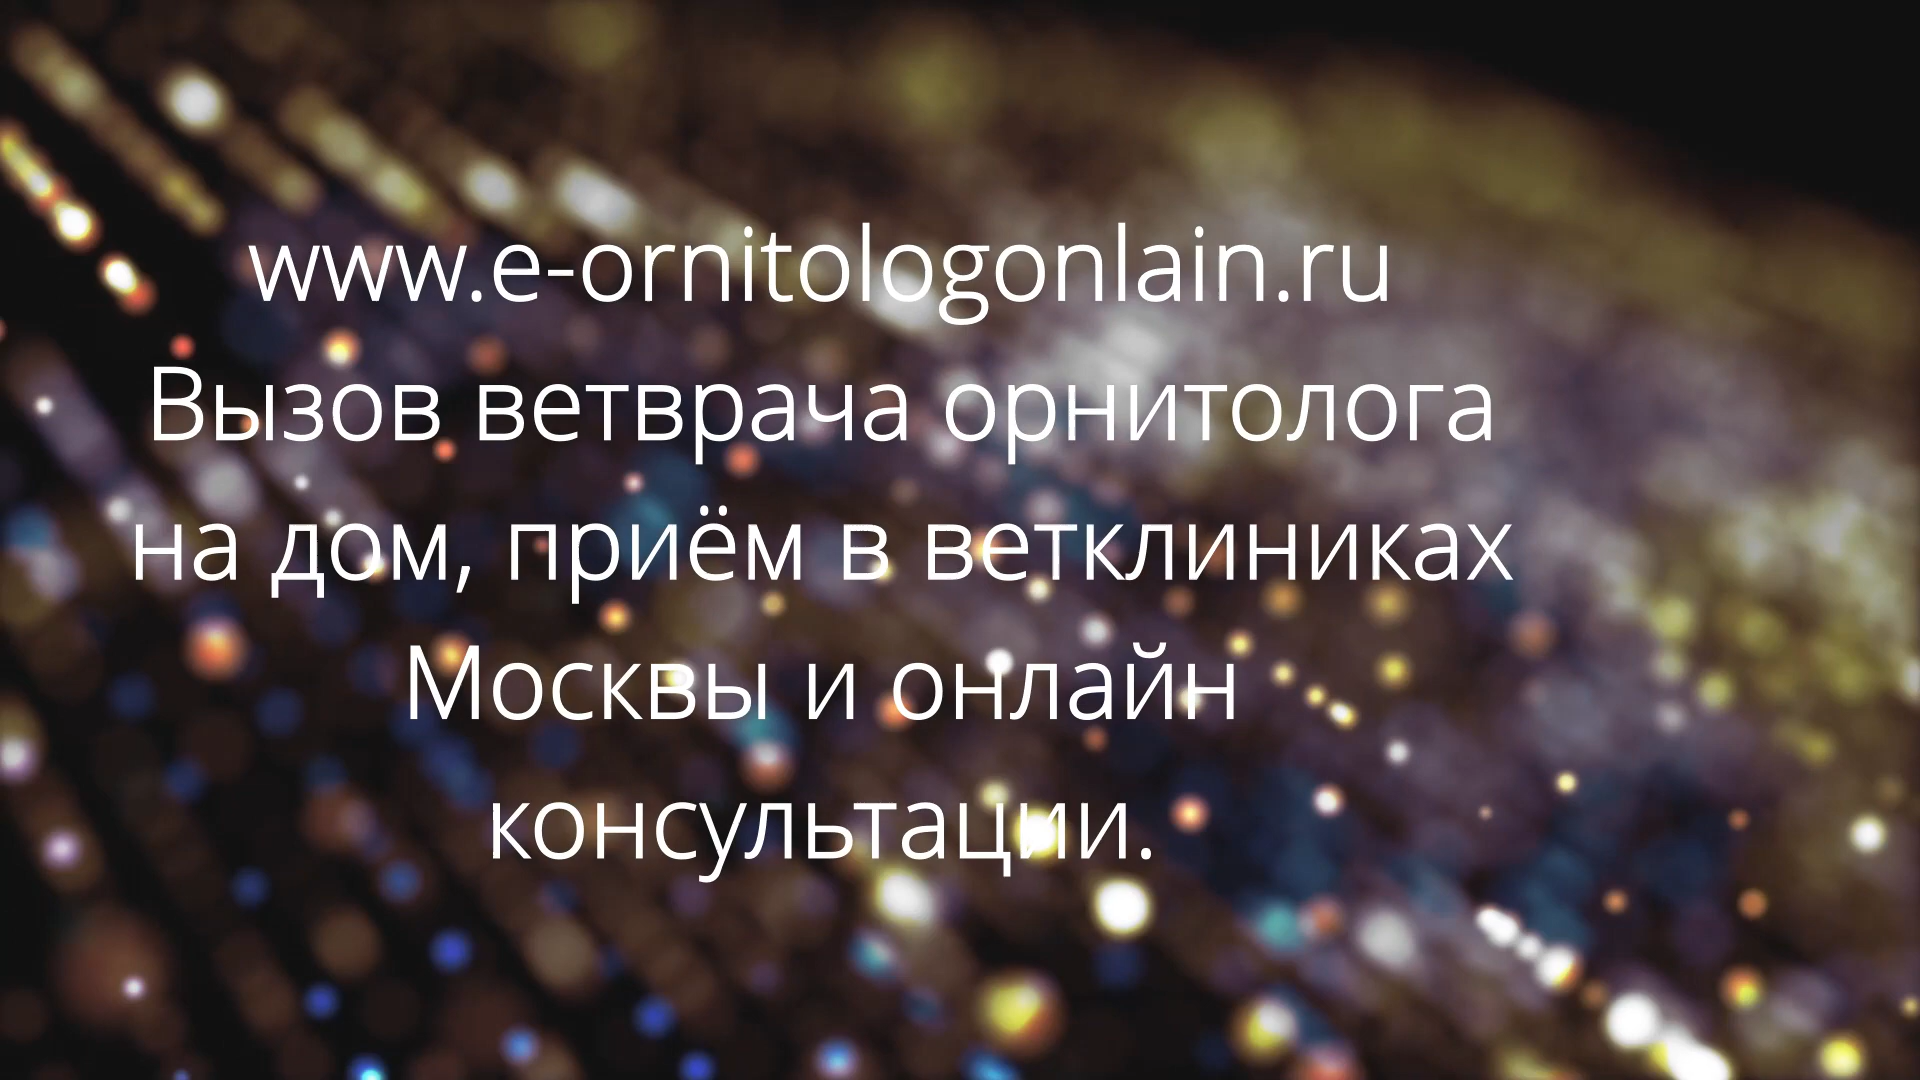 www.e-ornitologonlain.ru
Вызов ветврача орнитолога
на дом, приём в ветклиниках
Москвы и онлайн
консультации.